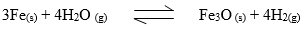 3Fe(s) + 4H2O (g) ⇌ Fe3O (s) + 4H2(g)